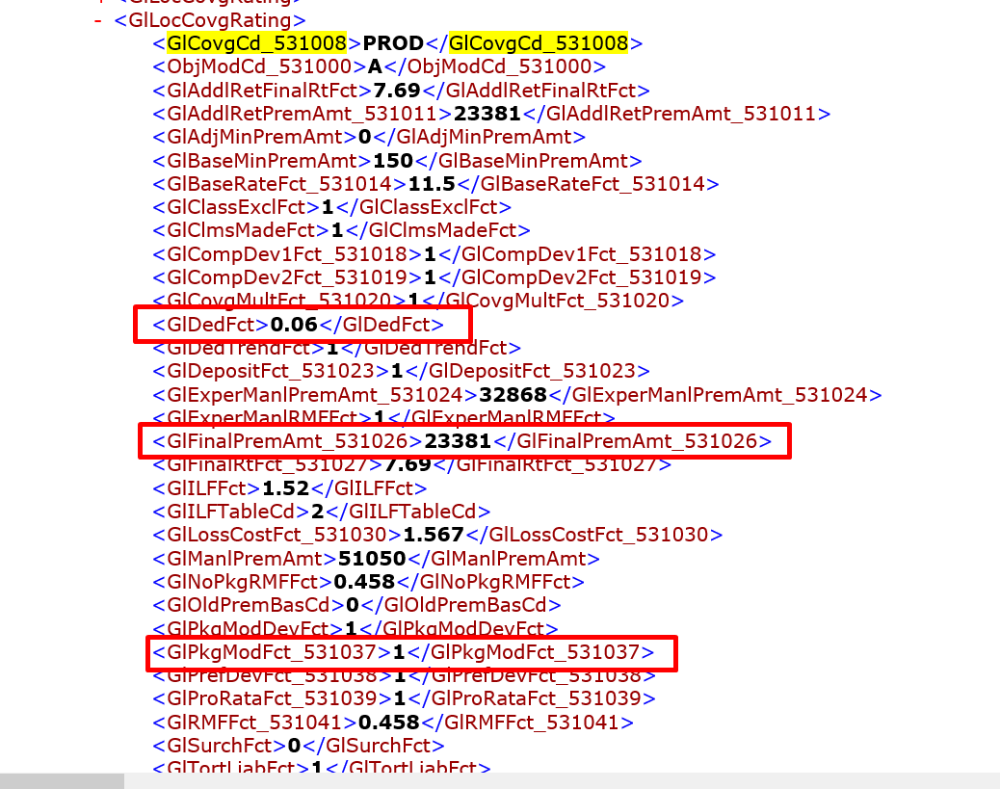 + <GlLocCovgRating>
- <GlLocCovgRating>
<GlCovgCd_531008>PROD</GlCovgCd_531008>
<ObjModCd_531000>A</ObjModCd_531000>
<GlAddlRetFinalRtFct>7.69</GlAddlRetFinalRtFct>
<GlAddlRetPremAmt_531011>23381</GlAddlRetPremAmt_531011>
<GlAdjMinPremAmt>0</GlAdjMinPremAmt>
<GlBaseMinPremAmt>150</GlBaseMinPremAmt>
<GlBaseRateFct_531014>11.5</GlBaseRateFct_531014>
<GlClassExclFct>1</GlClassExclFct>
<GlClmsMadeFct>1</GlClmsMadeFct>
<GlCompDev1Fct_531018>1</GlCompDev1Fct_531018>
<GlCompDev2Fct_531019>1</GlCompDev2Fct_531019>
<GlCovgMultFct_531020>1</GlCovgMultFct_531020>
<GlDedFct>0.06</GlDedFct>
<GlDedTrendFct>1</GlDedTrendFct>
<GlDepositFct_531023>1</GlDepositFct_531023>
<GlExperManlPremAmt_531024>32868</GlExperManlPremAmt_531024>
<GlExperManlRMFFct>1</GlExperManlRMFFct>
<GlFinalPremAmt_531026>23381</GlFinalPremAmt_531026>
<GlFinalRtFct_531027>7.69</GlFinalRtFct_531027>
<GlILFFct>1.52</GlILFFct>
<GlILFTableCd>2</GlILFTableCd>
<GlLossCostFct_531030>1.567</GlLossCostFct_531030>
<GlManlPremAmt>51050</GlManlPremAmt>
<GlNoPkgRMFFct>0.458</GlNoPkgRMFFct>
<GlOldPremBasCd>0</GlOldPremBasCd>
<GlPkgModDevFct>1</GlPkgModDevFct>
<GlPkgModFct_531037>1</GlPkgModFct_531037>
<GlPrefDevFct_531038>1</GlPrefDevFct_531038>
<GlProRataFct_531039>1</GlProRataFct_531039>
<GlRMFFct_531041>0.458</GlRMFFct_531041>
<GlSurchFct>0</GlSurchFct>
<GlTortLiabFct>1</GlTortLiabFct>